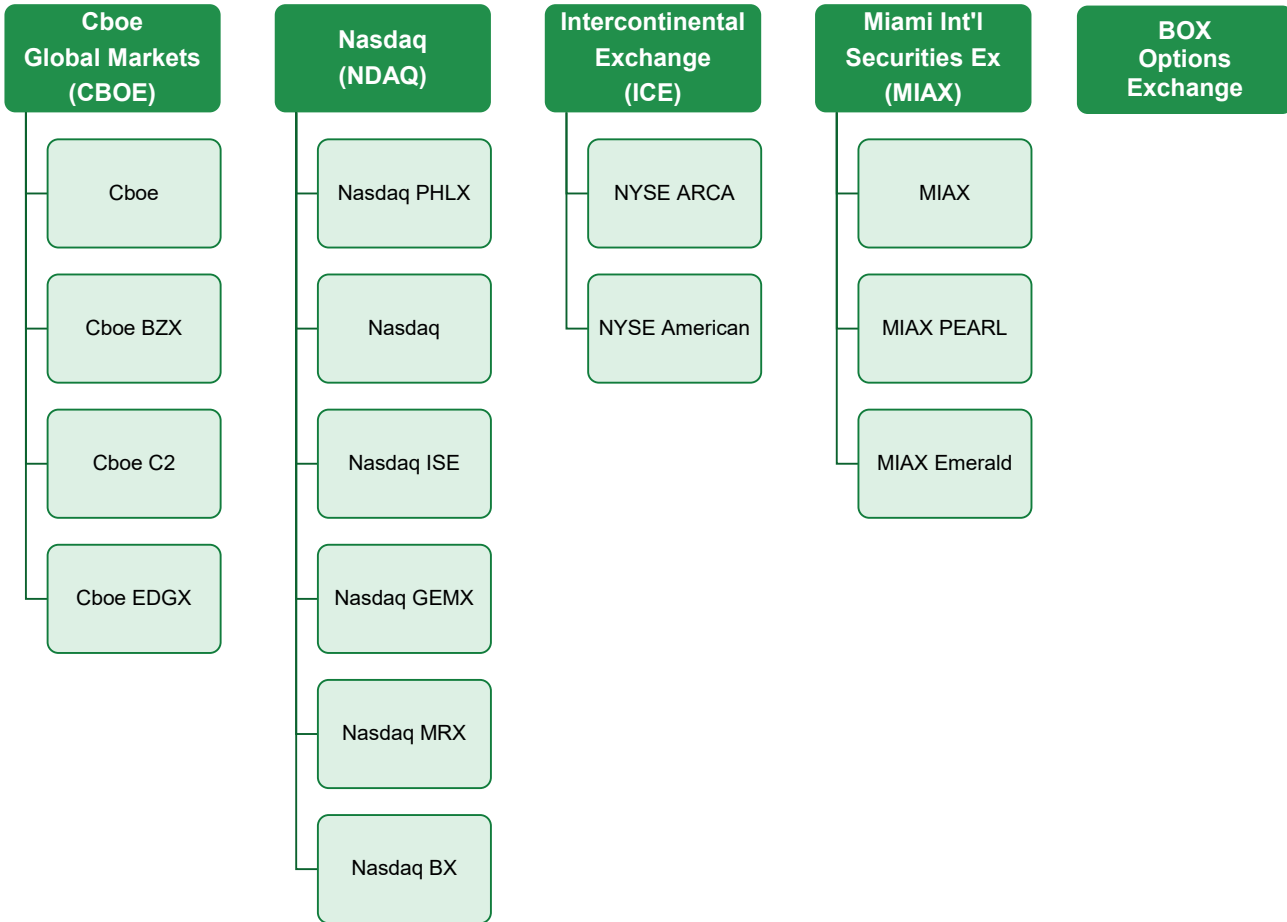 Cboe
Global Markets
(CBOE)
Cboe
Cboe BZX
Cboe C2
Cboe EDGX
Nasdaq
(NDAQ)
Nasdaq PHLX
Nasdaq
Nasdaq ISE
Nasdaq GEMX
Nasdaq MRX
Nasdaq BX
Intercontinental
Exchange
(ICE)
NYSE ARCA
NYSE American
Miami Int'l
Securities Ex
(MIAX)
MIAX
MIAX PEARL
MIAX Emerald
BOX
Options
Exchange